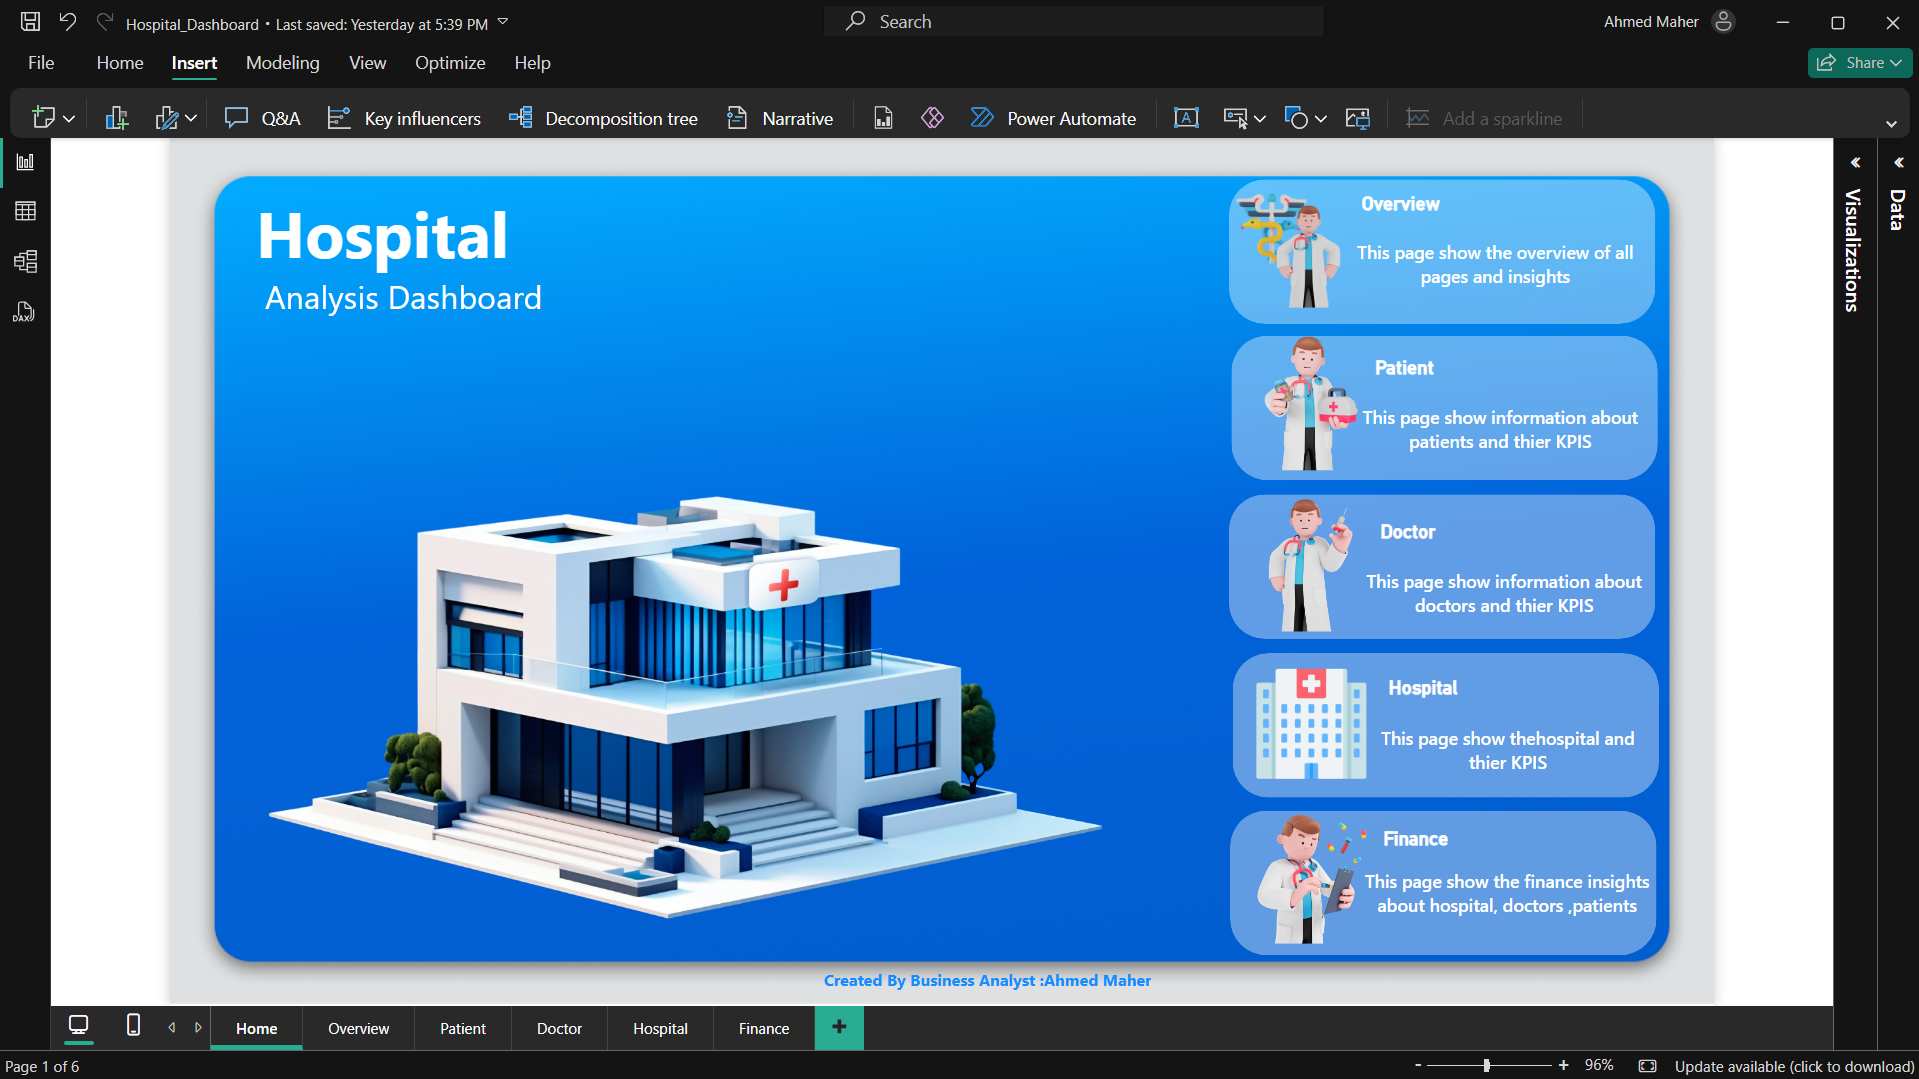 Hospital_Dashboard • Last saved: Yesterday at 5:39 PM
Search
Ahmed Maher
File Home Insert Modeling View Optimize Help
Share
Q&A Key influencers Decomposition tree Narrative Power Automate A Add a sparkline
DAX
Hospital
Analysis Dashboard
Overview
This page show the overview of all
pages and insights
Patient
This page show information about
patients and thier KPIS
Doctor
This page show information about
doctors and thier KPIS
Hospital
This page show thehospital and
thier KPIS
Finance
This page show the finance insights
about hospital, doctors ,patients
Created By Business Analyst :Ahmed Maher
Visualizations
Data
Home Overview Patient Doctor Hospital Finance +
Page 1 of 6
- + 96%
Update available (click to download)